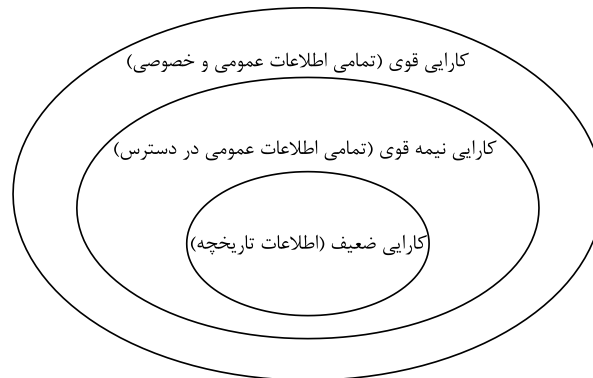 کارایی قوی (تمامی اطلاعات عمومی و خصوصی)
کارایی نیمه قوی (تمامی اطلاعات عمومی در دسترس)
کارایی ضعیف (اطلاعات تاریخچه)